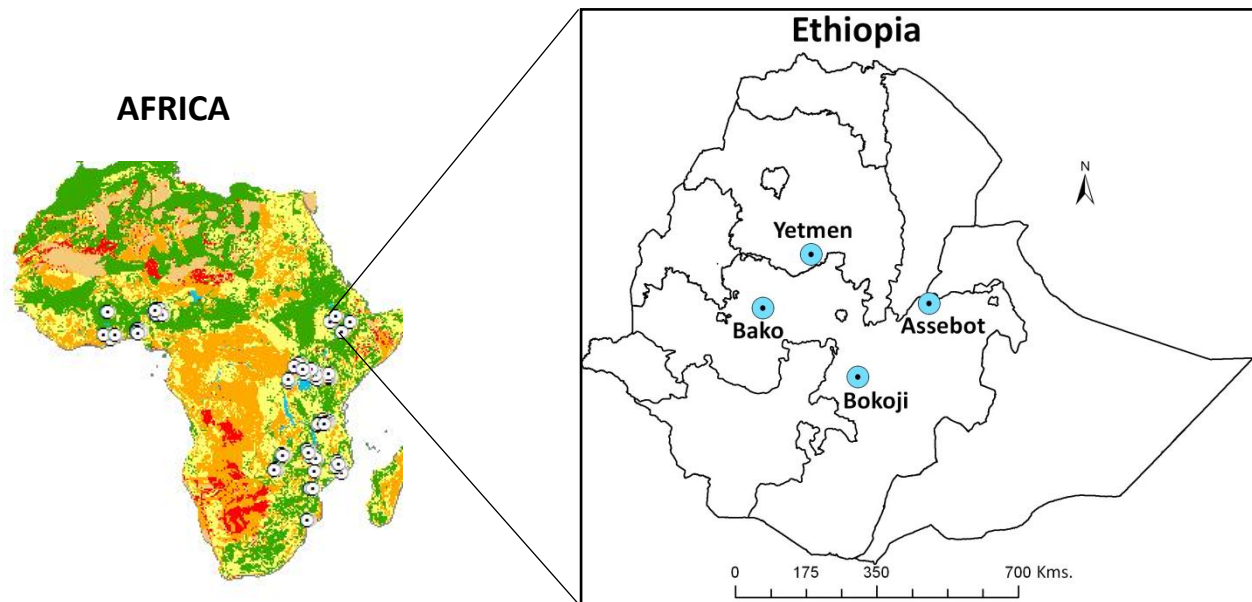 Ethiopia
AFRICA
N
Yetmen
Bako
Assebot
Bokoji
0 175 350 700 Kms.